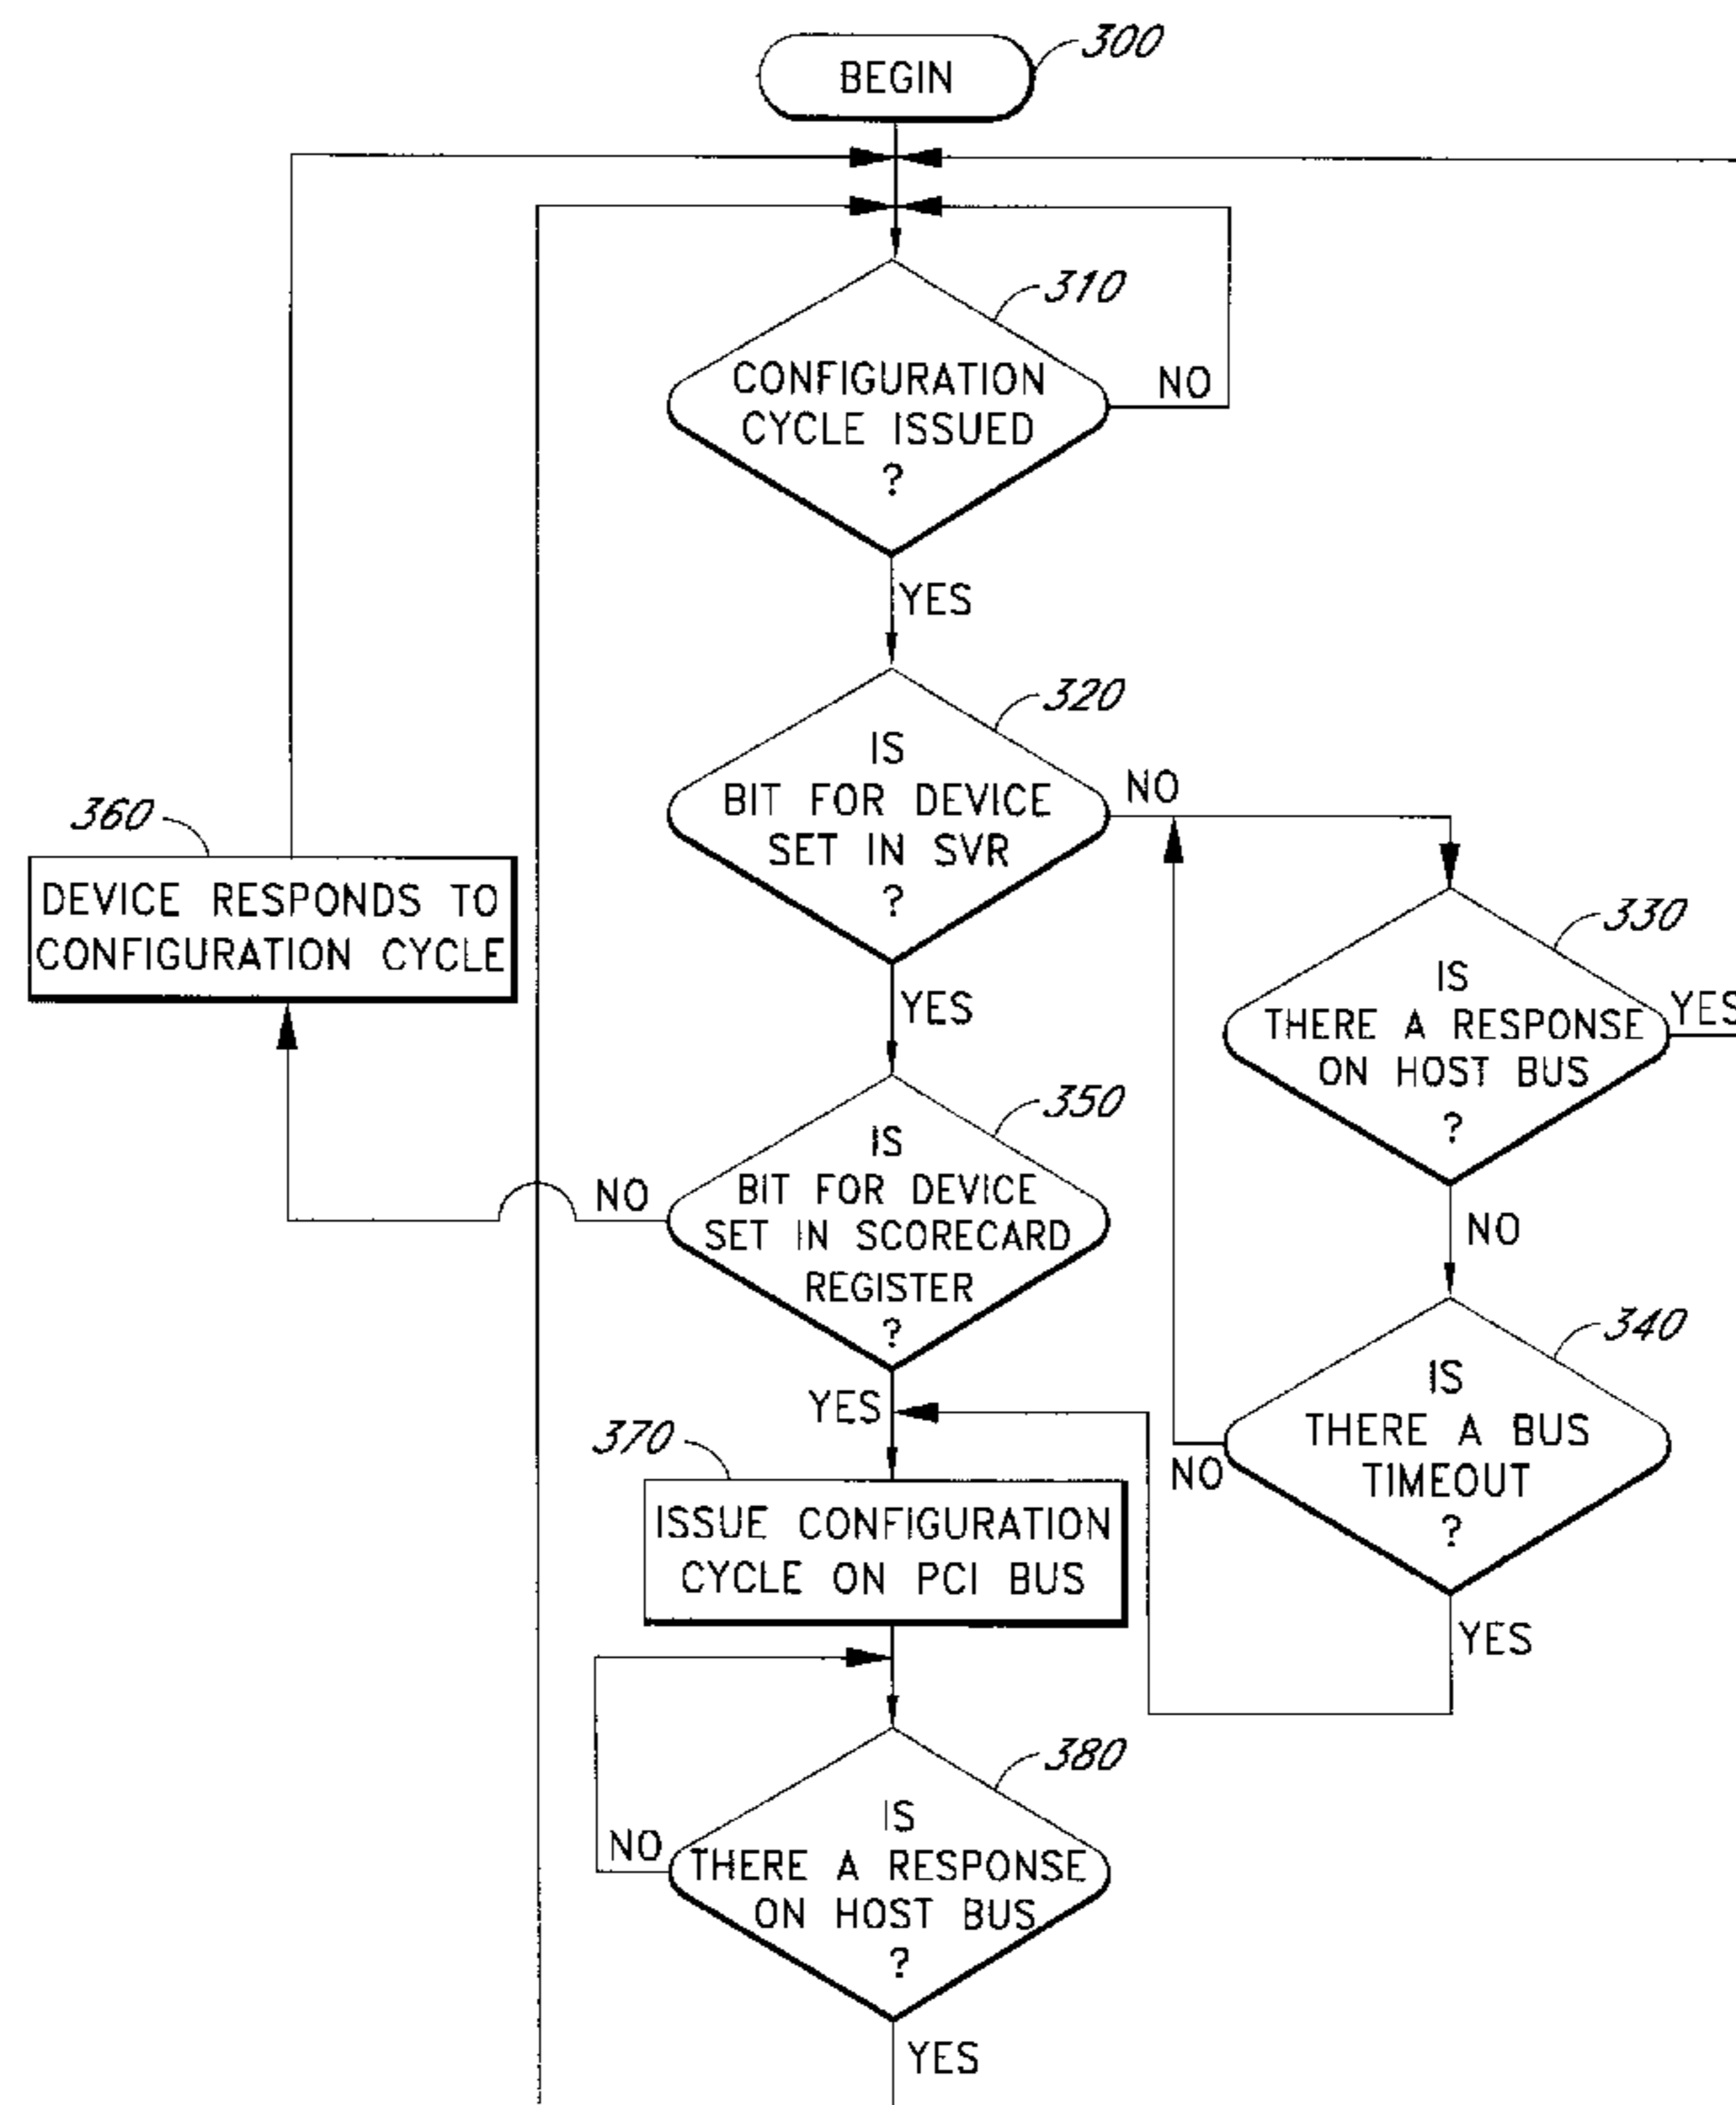 BEGIN
300
310
CONFIGURATION
CYCLE ISSUED
?
NO
YES
320
IS
BIT FOR DEVICE
SET IN SVR
?
NO
YES
360
DEVICE RESPONDS TO
CONFIGURATION CYCLE
330
IS
THERE A RESPONSE
ON HOST BUS
?
YES
NO
350
IS
BIT FOR DEVICE
SET IN SCORECARD
REGISTER
?
NO
YES
340
IS
THERE A BUS
TIMEOUT
?
NO
YES
370
ISSUE CONFIGURATION
CYCLE ON PCI BUS
380
IS
THERE A RESPONSE
ON HOST BUS
?
NO
YES